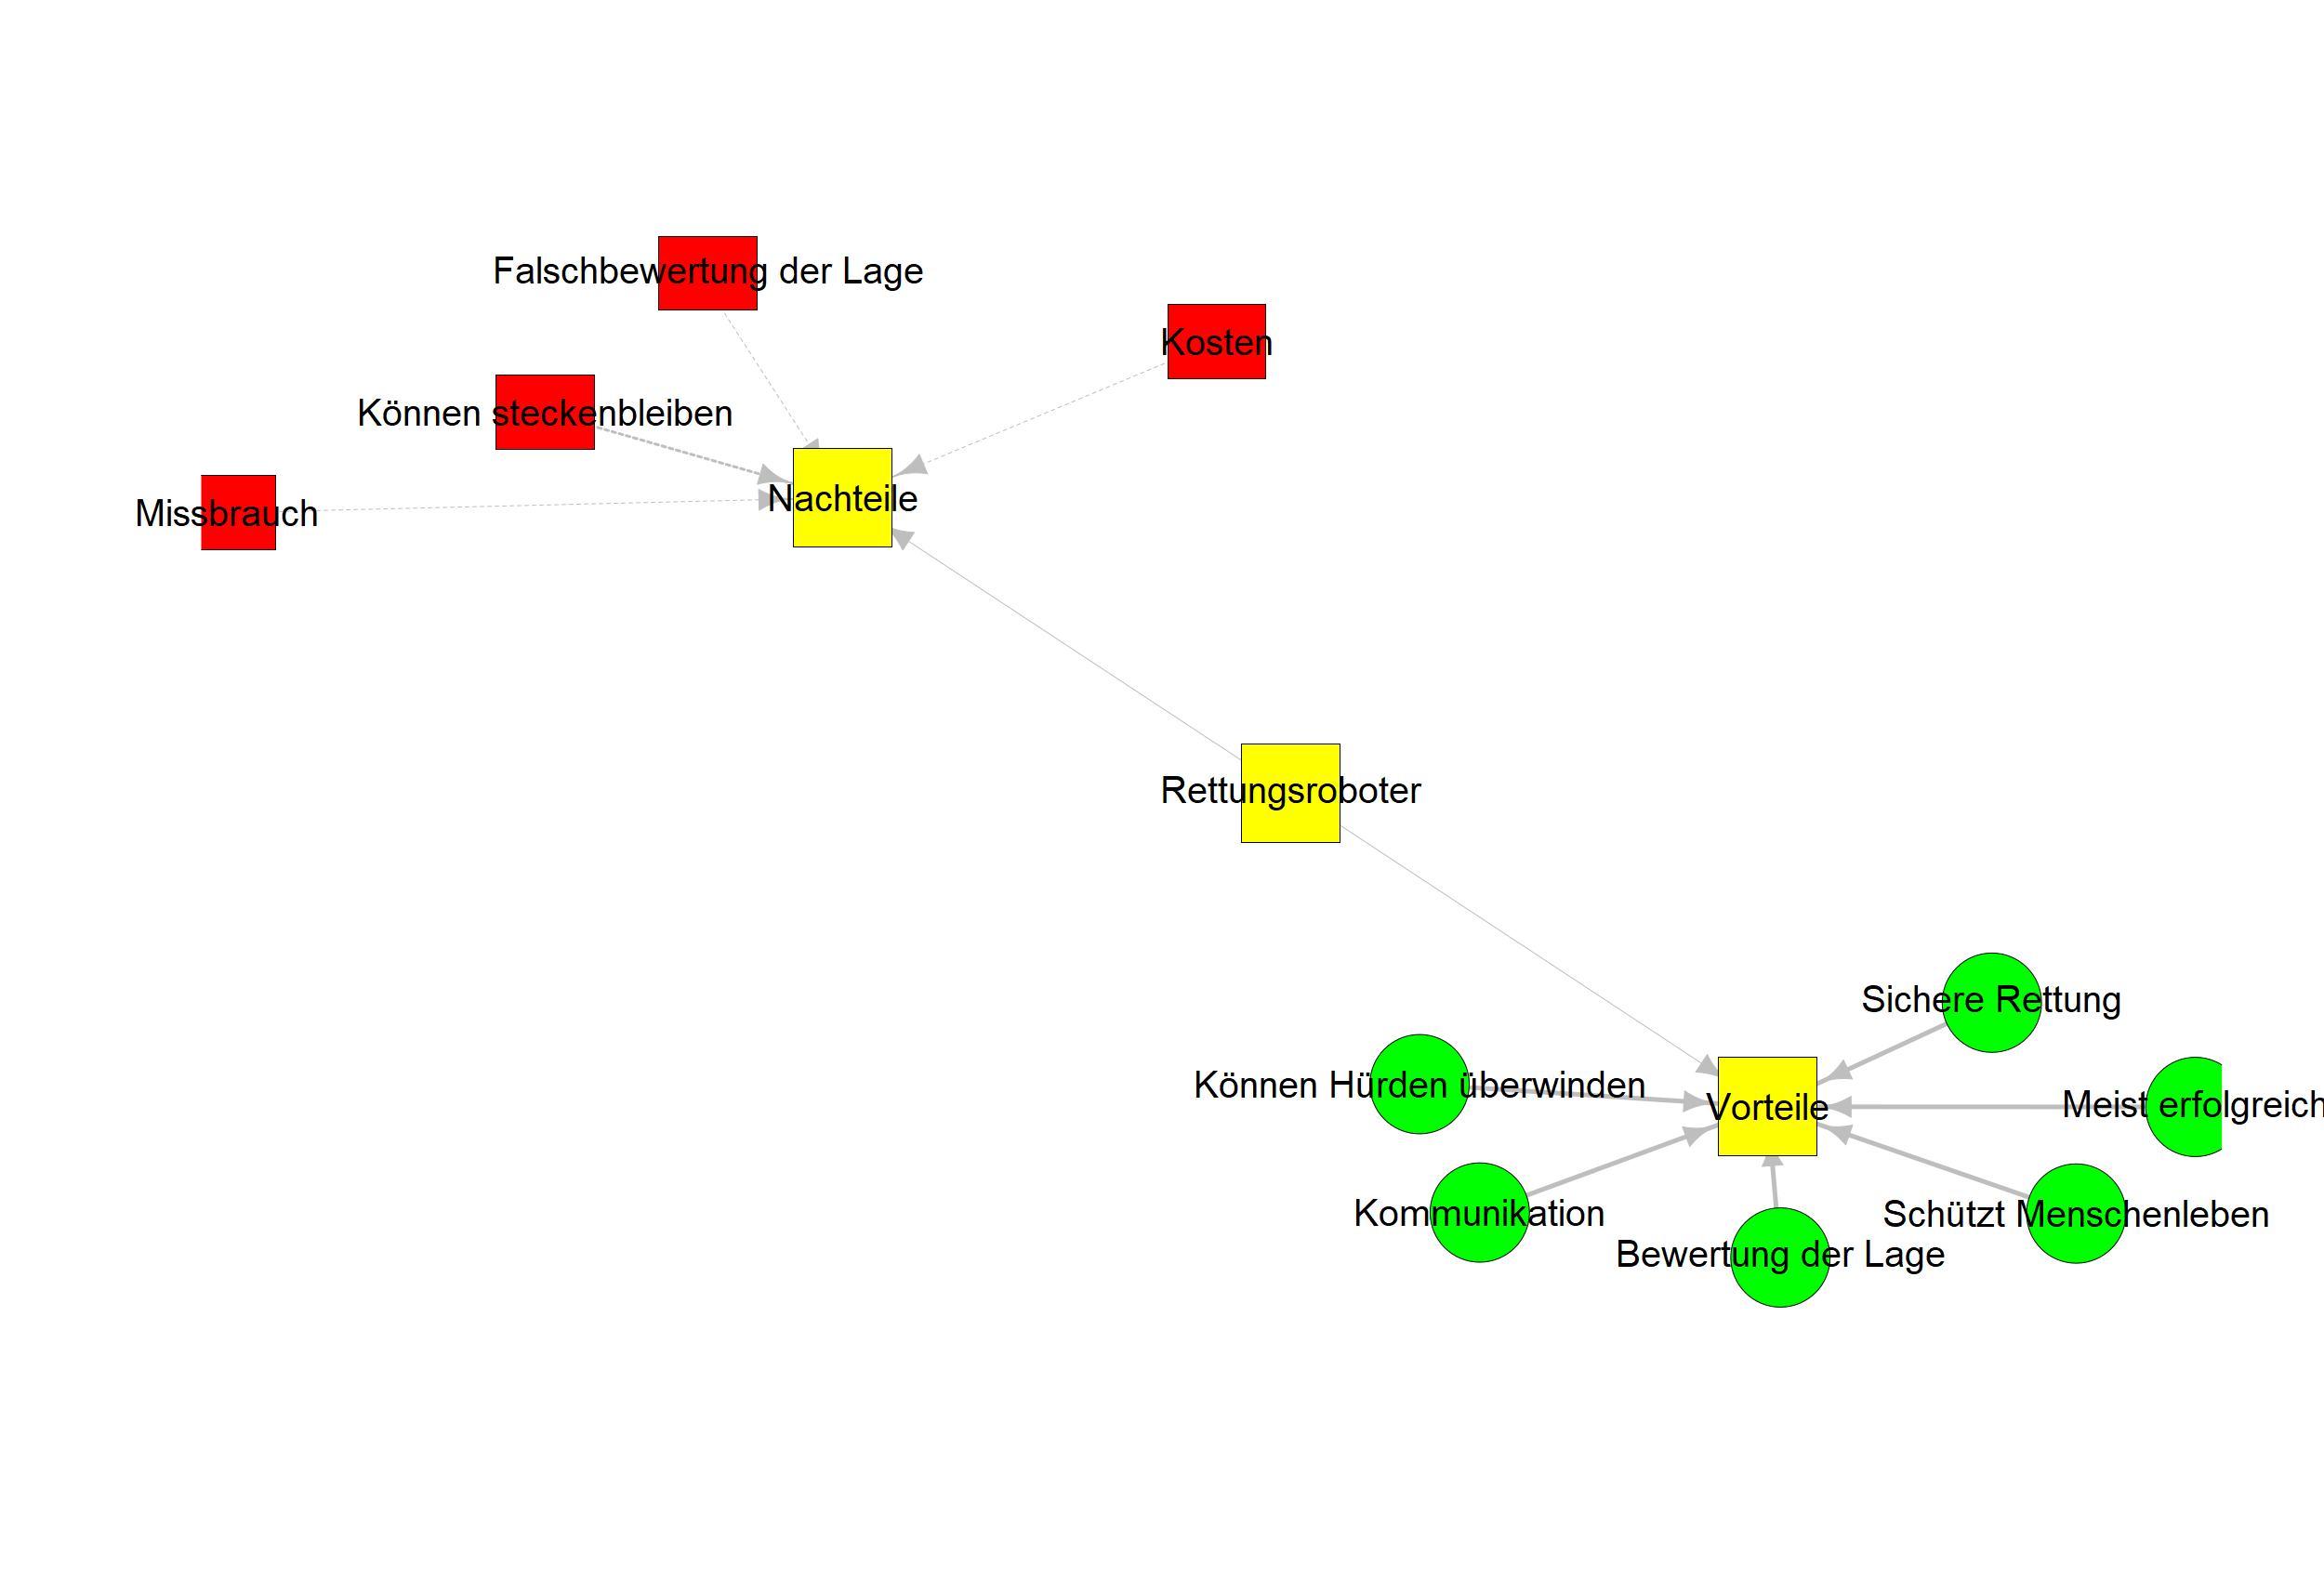 Falschbewertung der Lage
Kosten
Können steckenbleiben
Nachteile
Missbrauch
Rettungsroboter
Sichere Rettung
Können Hürden überwinden
Vorteile
Meist erfolgreich
Kommunikation
Schützt Menschenleben
Bewertung der Lage